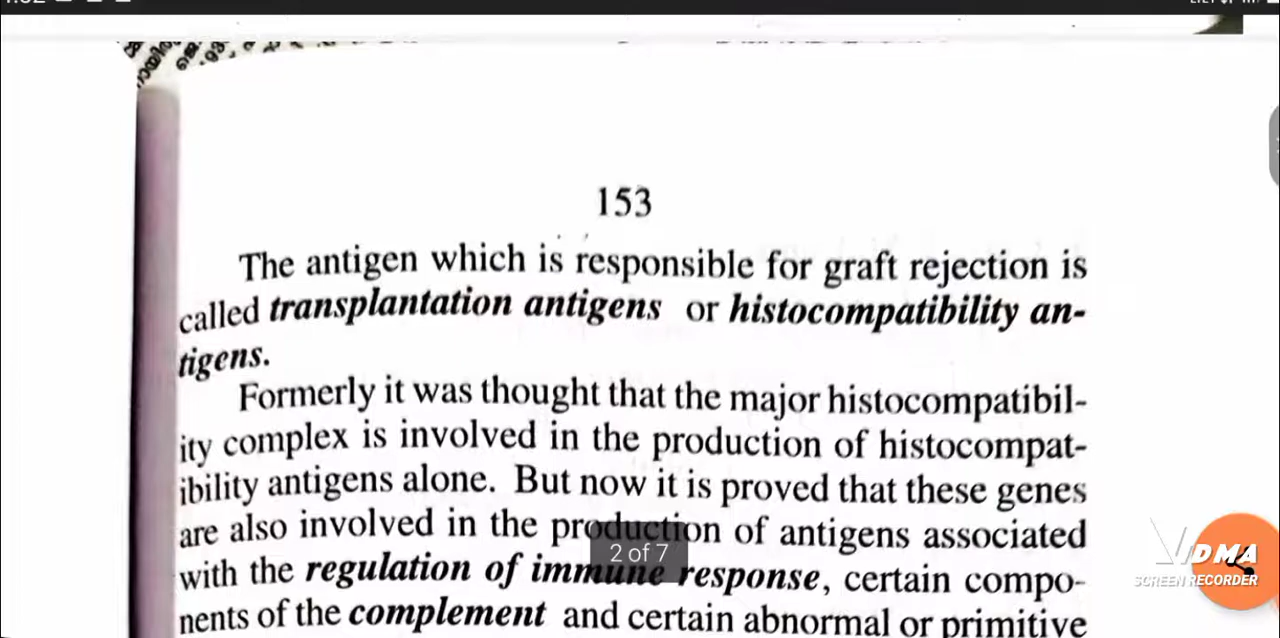 153
The antigen which is responsible for graft rejection is
called transplantation antigens or histocompatibility an-
tigens.
Formerly it was thought that the major histocompatibil-
ity complex is involved in the production of histocompat-
ibility antigens alone. But now it is proved that these genes
are also involved in the production of antigens associated
2 of 7
with the regulation of immune response, certain compo-
nents of the complement and certain abnormal or primitive
VDMA
SCREEN RECORDER